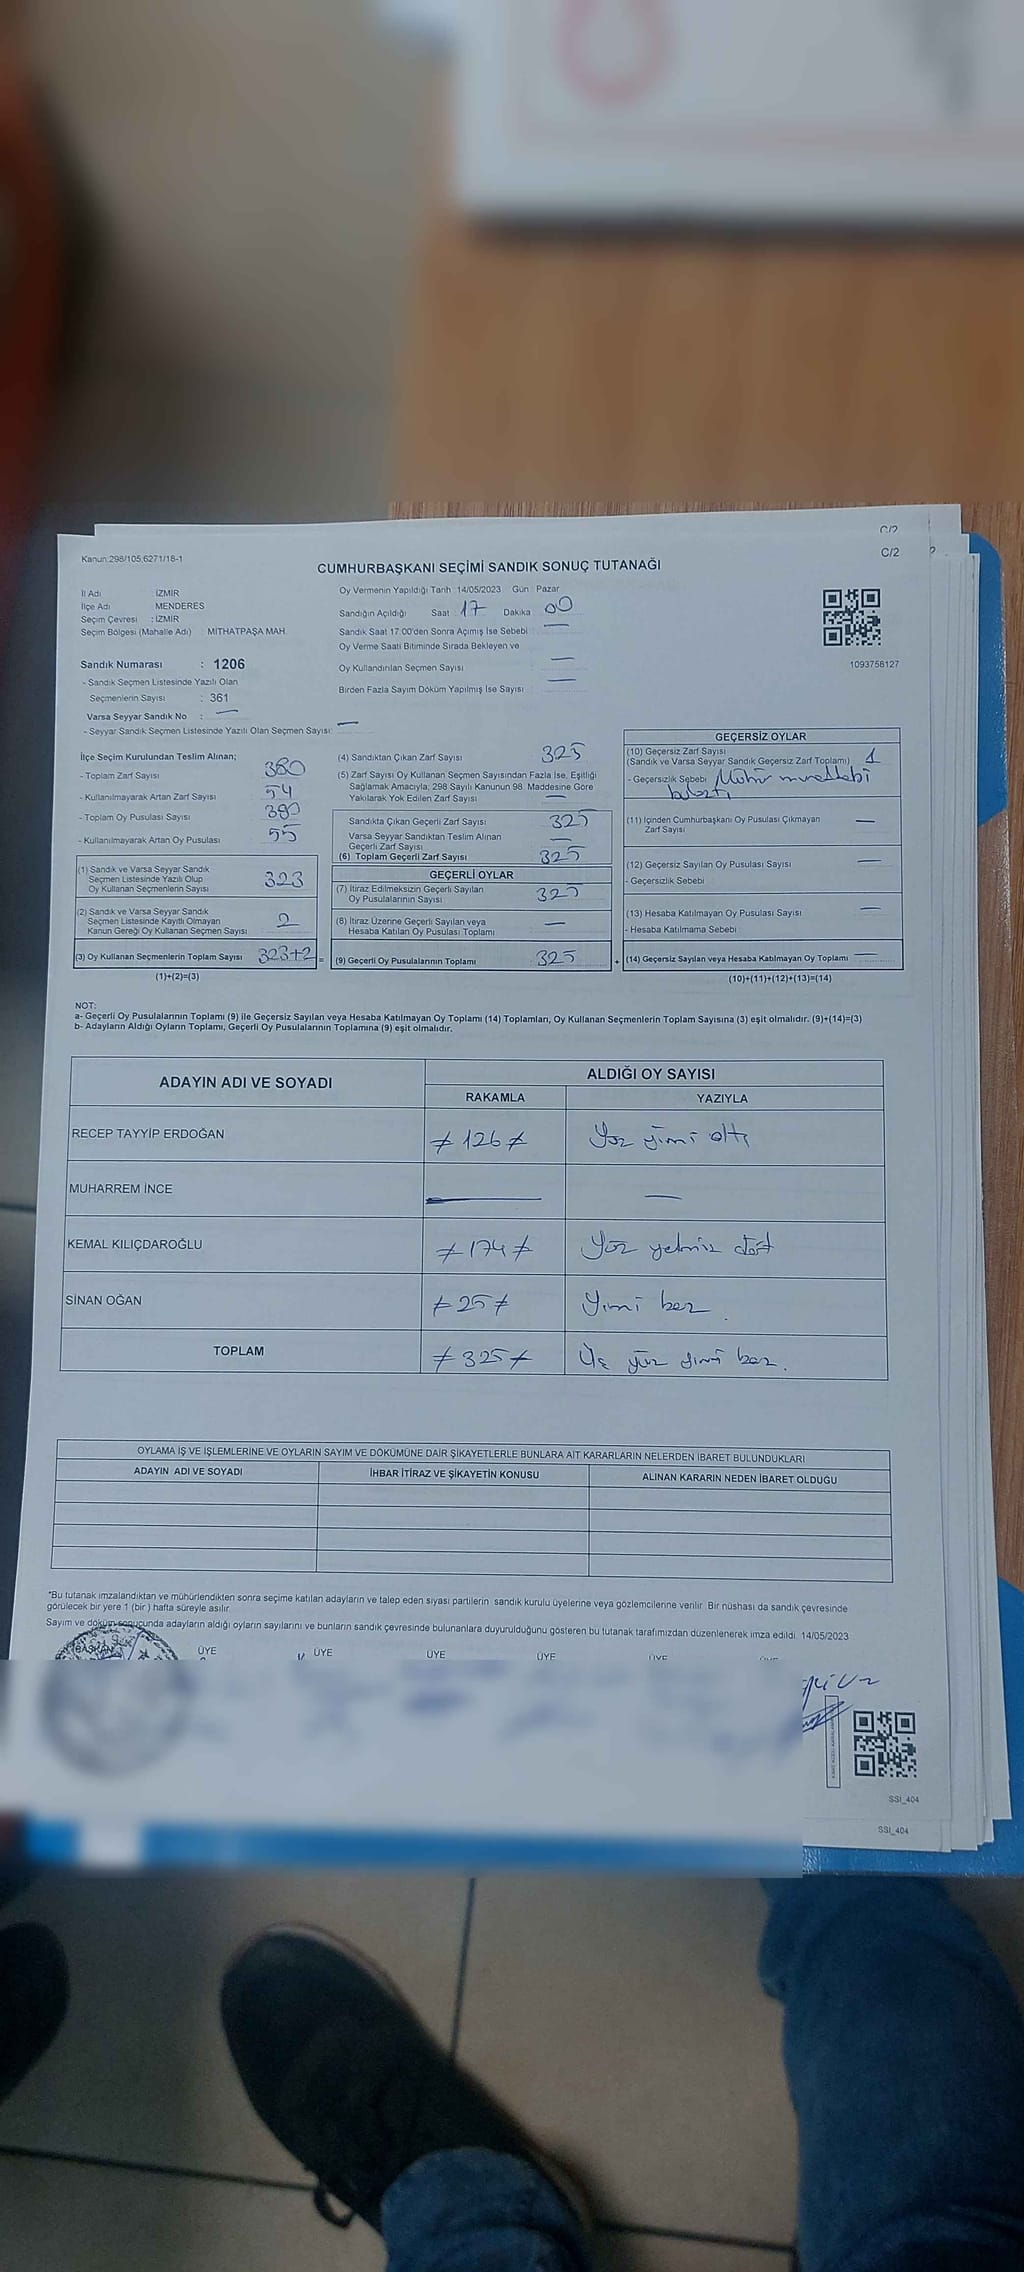 C/2
Kanun:298/105,6271/18-1
C/2
CUMHURBAŞKANI SEÇİMİ SANDIK SONUÇ TUTANAĞI
İl Adı : İZMİR
İlçe Adı : MENDERES
Seçim Çevresi : İZMİR
Seçim Bölgesi (Mahalle Adı) : MİTHATPAŞA MAH.
Sandık Numarası : 1206
- Sandık Seçmen Listesinde Yazılı Olan
Seçmenlerin Sayısı : 361
Varsa Seyyar Sandık No : —
- Seyyar Sandık Seçmen Listesinde Yazılı Olan Seçmen Sayısı: —
Oy Vermenin Yapıldığı Tarih : 14/05/2023 Gün : Pazar
Sandığın Açıldığı Saat 17 Dakika 00
Sandık Saat 17:00'den Sonra Açımış İse Sebebi : —
Oy Verme Saati Bitiminde Sırada Bekleyen ve
Oy Kullandırılan Seçmen Sayısı : —
Birden Fazla Sayım Döküm Yapılmış İse Sayısı : —
1093758127
İlçe Seçim Kurulundan Teslim Alınan;
- Toplam Zarf Sayısı 380
- Kullanılmayarak Artan Zarf Sayısı 54
- Toplam Oy Pusulası Sayısı 380
- Kullanılmayarak Artan Oy Pusulası 55
(1) Sandık ve Varsa Seyyar Sandık
Seçmen Listesinde Yazılı Olup
Oy Kullanan Seçmenlerin Sayısı 323
(2) Sandık ve Varsa Seyyar Sandık
Seçmen Listesinde Kayıtlı Olmayan
Kanun Gereği Oy Kullanan Seçmen Sayısı 2
(3) Oy Kullanan Seçmenlerin Toplam Sayısı 323+2 =
(1)+(2)=(3)
(4) Sandıktan Çıkan Zarf Sayısı 325
(5) Zarf Sayısı Oy Kullanan Seçmen Sayısından Fazla İse, Eşitliği
Sağlamak Amacıyla, 298 Sayılı Kanunun 98. Maddesine Göre
Yakılarak Yok Edilen Zarf Sayısı —
Sandıkta Çıkan Geçerli Zarf Sayısı 325
Varsa Seyyar Sandıktan Teslim Alınan
Geçerli Zarf Sayısı —
(6) Toplam Geçerli Zarf Sayısı 325
GEÇERLİ OYLAR
(7) İtiraz Edilmeksizin Geçerli Sayılan
Oy Pusulalarının Sayısı 325
(8) İtiraz Üzerine Geçerli Sayılan veya
Hesaba Katılan Oy Pusulası Toplamı —
(9) Geçerli Oy Pusulalarının Toplamı 325 +
GEÇERSİZ OYLAR
(10) Geçersiz Zarf Sayısı
(Sandık ve Varsa Seyyar Sandık Geçersiz Zarf Toplamı) 1
- Geçersizlik Sebebi Mühür
(11) İçinden Cumhurbaşkanı Oy Pusulası Çıkmayan
Zarf Sayısı —
(12) Geçersiz Sayılan Oy Pusulası Sayısı —
- Geçersizlik Sebebi
(13) Hesaba Katılmayan Oy Pusulası Sayısı —
- Hesaba Katılmama Sebebi
(14) Geçersiz Sayılan veya Hesaba Katılmayan Oy Toplamı —
(10)+(11)+(12)+(13)=(14)
NOT:
a- Geçerli Oy Pusulalarının Toplamı (9) ile Geçersiz Sayılan veya Hesaba Katılmayan Oy Toplamı (14) Toplamları, Oy Kullanan Seçmenlerin Toplam Sayısına (3) eşit olmalıdır. (9)+(14)=(3)
b- Adayların Aldığı Oyların Toplamı, Geçerli Oy Pusulalarının Toplamına (9) eşit olmalıdır.
ADAYIN ADI VE SOYADI
ALDIĞI OY SAYISI
RAKAMLA YAZIYLA
RECEP TAYYİP ERDOĞAN ≠ 126 ≠ Yüz yimi altı
MUHARREM İNCE — —
KEMAL KILIÇDAROĞLU ≠ 174 ≠ Yüz yetmiş dört
SİNAN OĞAN ≠ 25 ≠ Yimi beş
TOPLAM ≠ 325 ≠ Üç yüz yimi beş.
OYLAMA İŞ VE İŞLEMLERİNE VE OYLARIN SAYIM VE DÖKÜMÜNE DAİR ŞİKAYETLERLE BUNLARA AİT KARARLARIN NELERDEN İBARET BULUNDUKLARI
ADAYIN ADI VE SOYADI İHBAR İTİRAZ VE ŞİKAYETİN KONUSU ALINAN KARARIN NEDEN İBARET OLDUĞU
*Bu tutanak imzalandıktan ve mühürlendikten sonra seçime katılan adayların ve talep eden siyasi partilerin sandık kurulu üyelerine veya gözlemcilerine verilir. Bir nüshası da sandık çevresinde
görülecek bir yere 1 (bir ) hafta süreyle asılır.
Sayım ve döküm sonucunda adayların aldığı oyların sayılarını ve bunların sandık çevresinde bulunanlara duyurulduğunu gösteren bu tutanak tarafımızdan düzenlenerek imza edildi. 14/05/2023
BAŞKAN ÜYE ÜYE ÜYE ÜYE ÜYE ÜYE
SSI_404
SSI_404